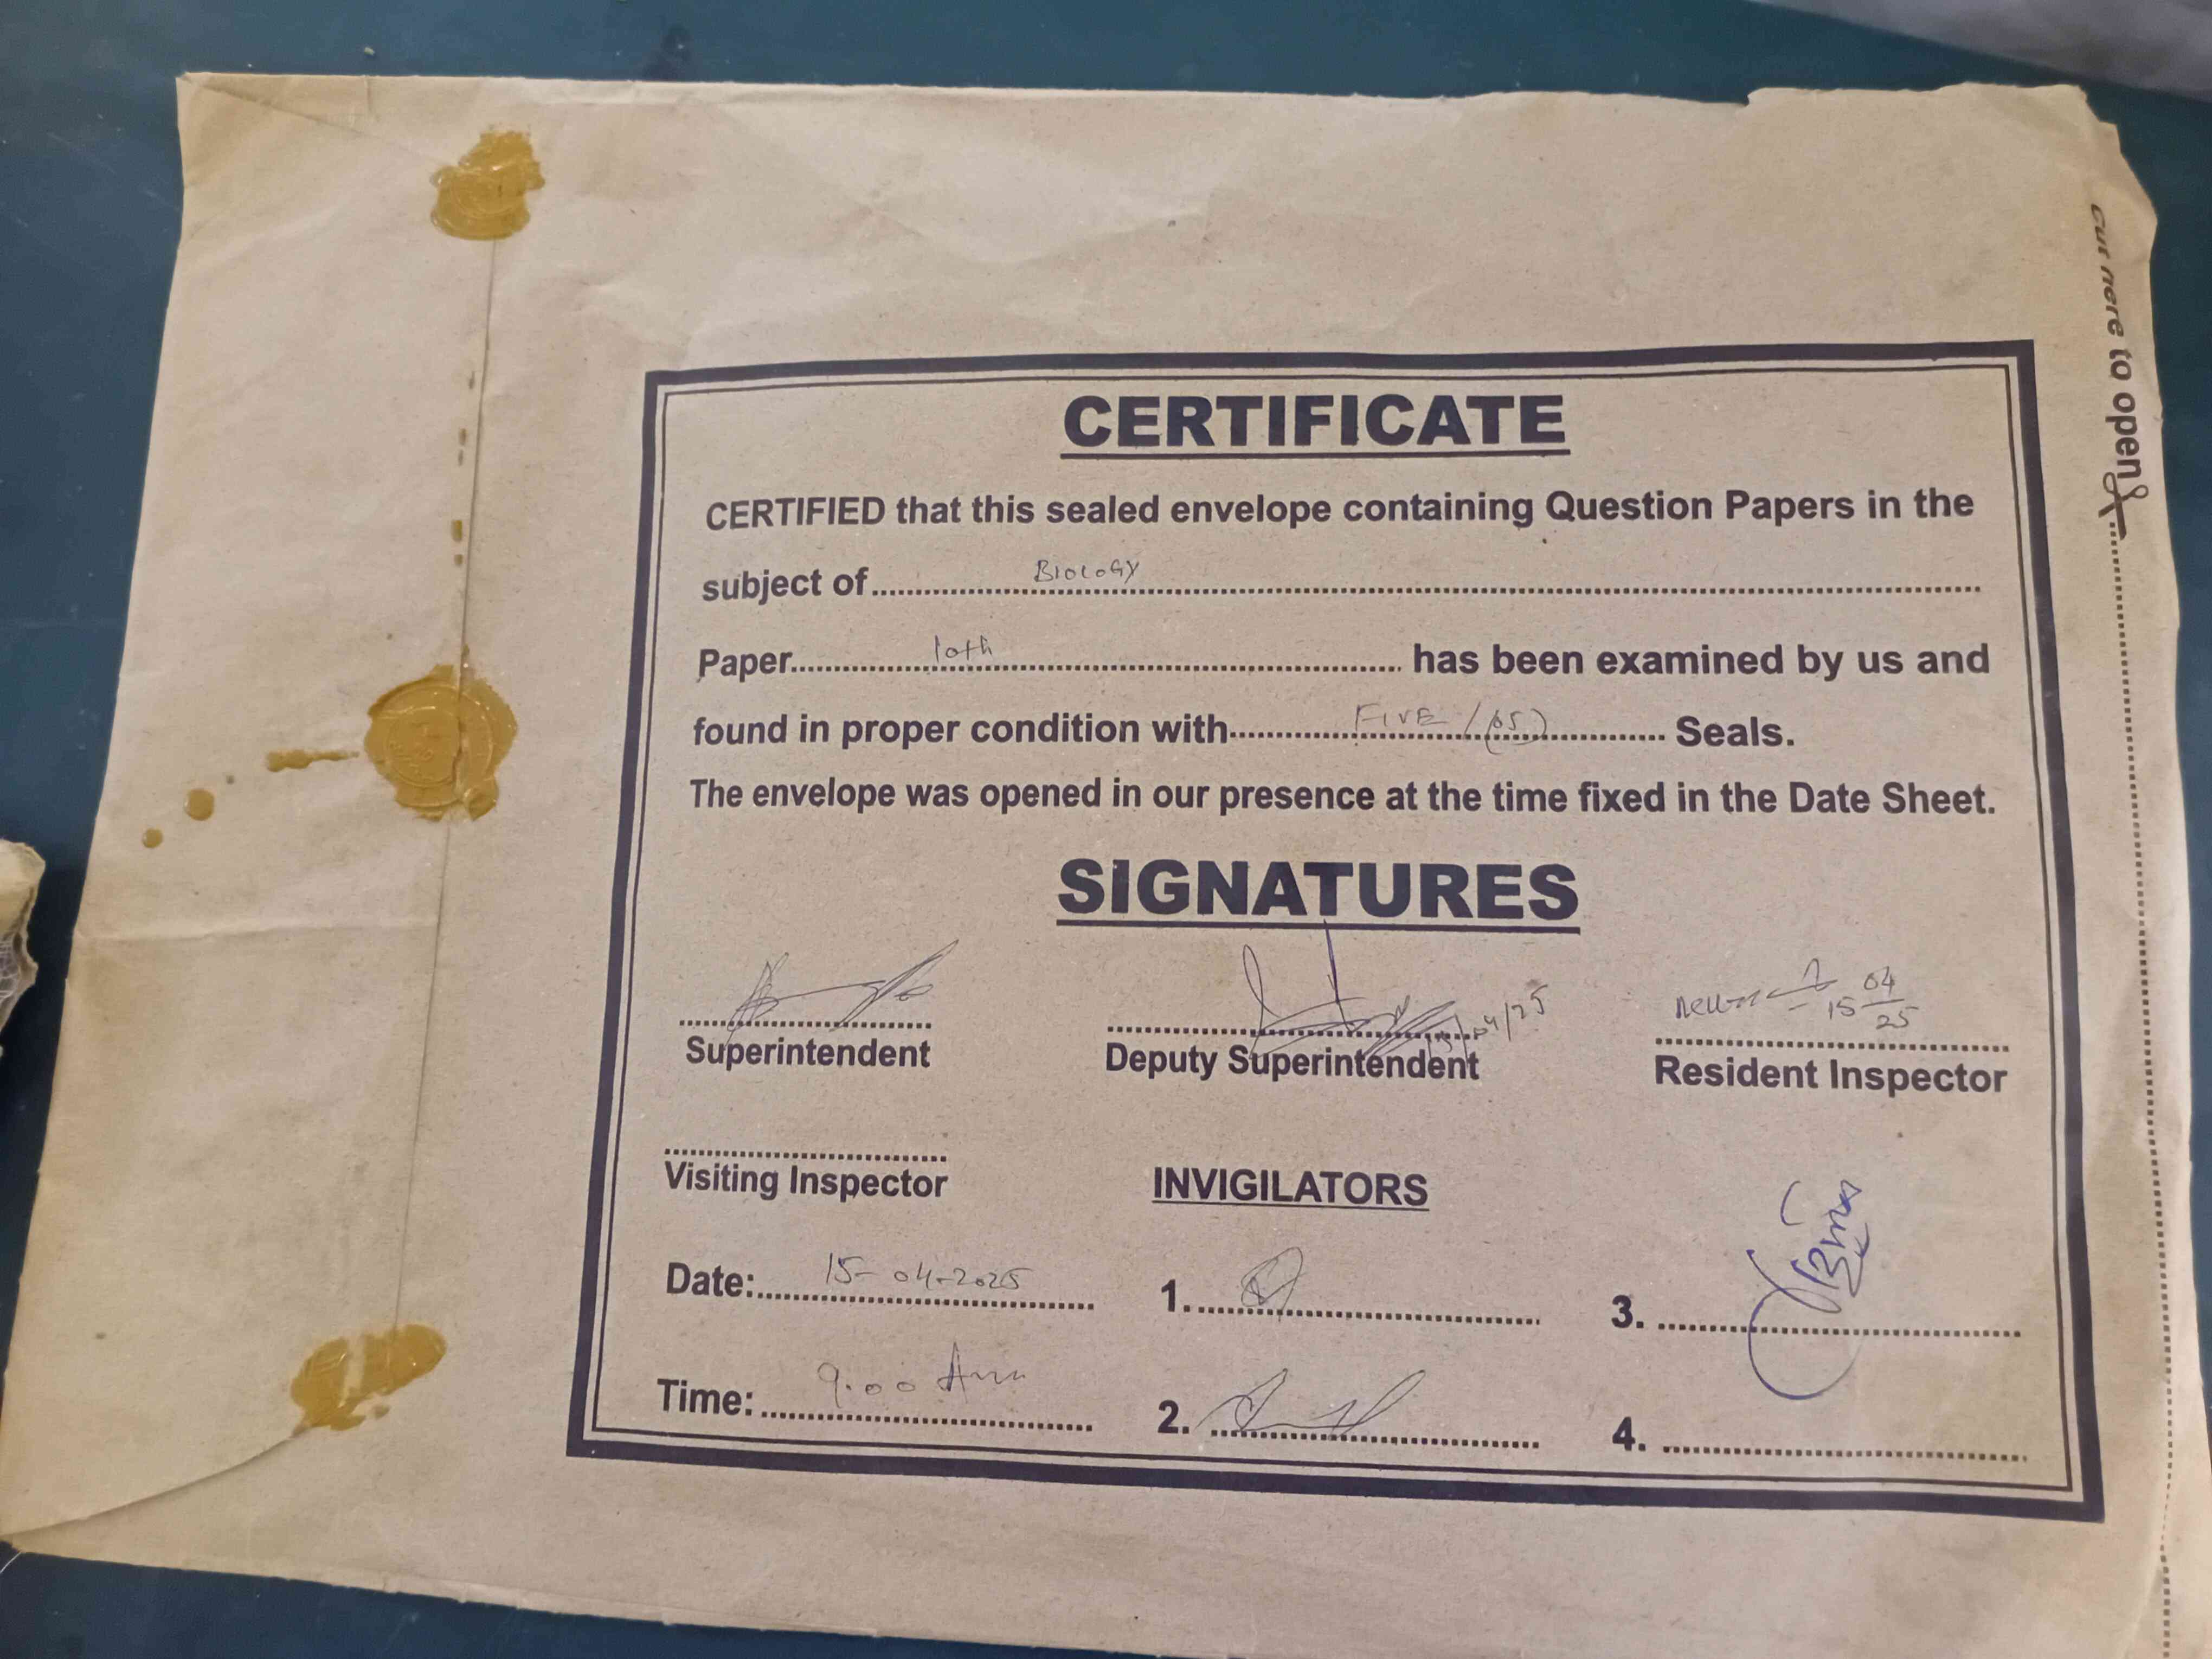 Cut here to open
CERTIFICATE
CERTIFIED that this sealed envelope containing Question Papers in the
subject of Biology
Paper 10th has been examined by us and
found in proper condition with Five / (05) Seals.
The envelope was opened in our presence at the time fixed in the Date Sheet.
SIGNATURES
04/25
15 04/25
Superintendent Deputy Superintendent Resident Inspector
Visiting Inspector INVIGILATORS
Date: 15-04-2025 1. 3.
Time: 9.00 Am 2. 4.